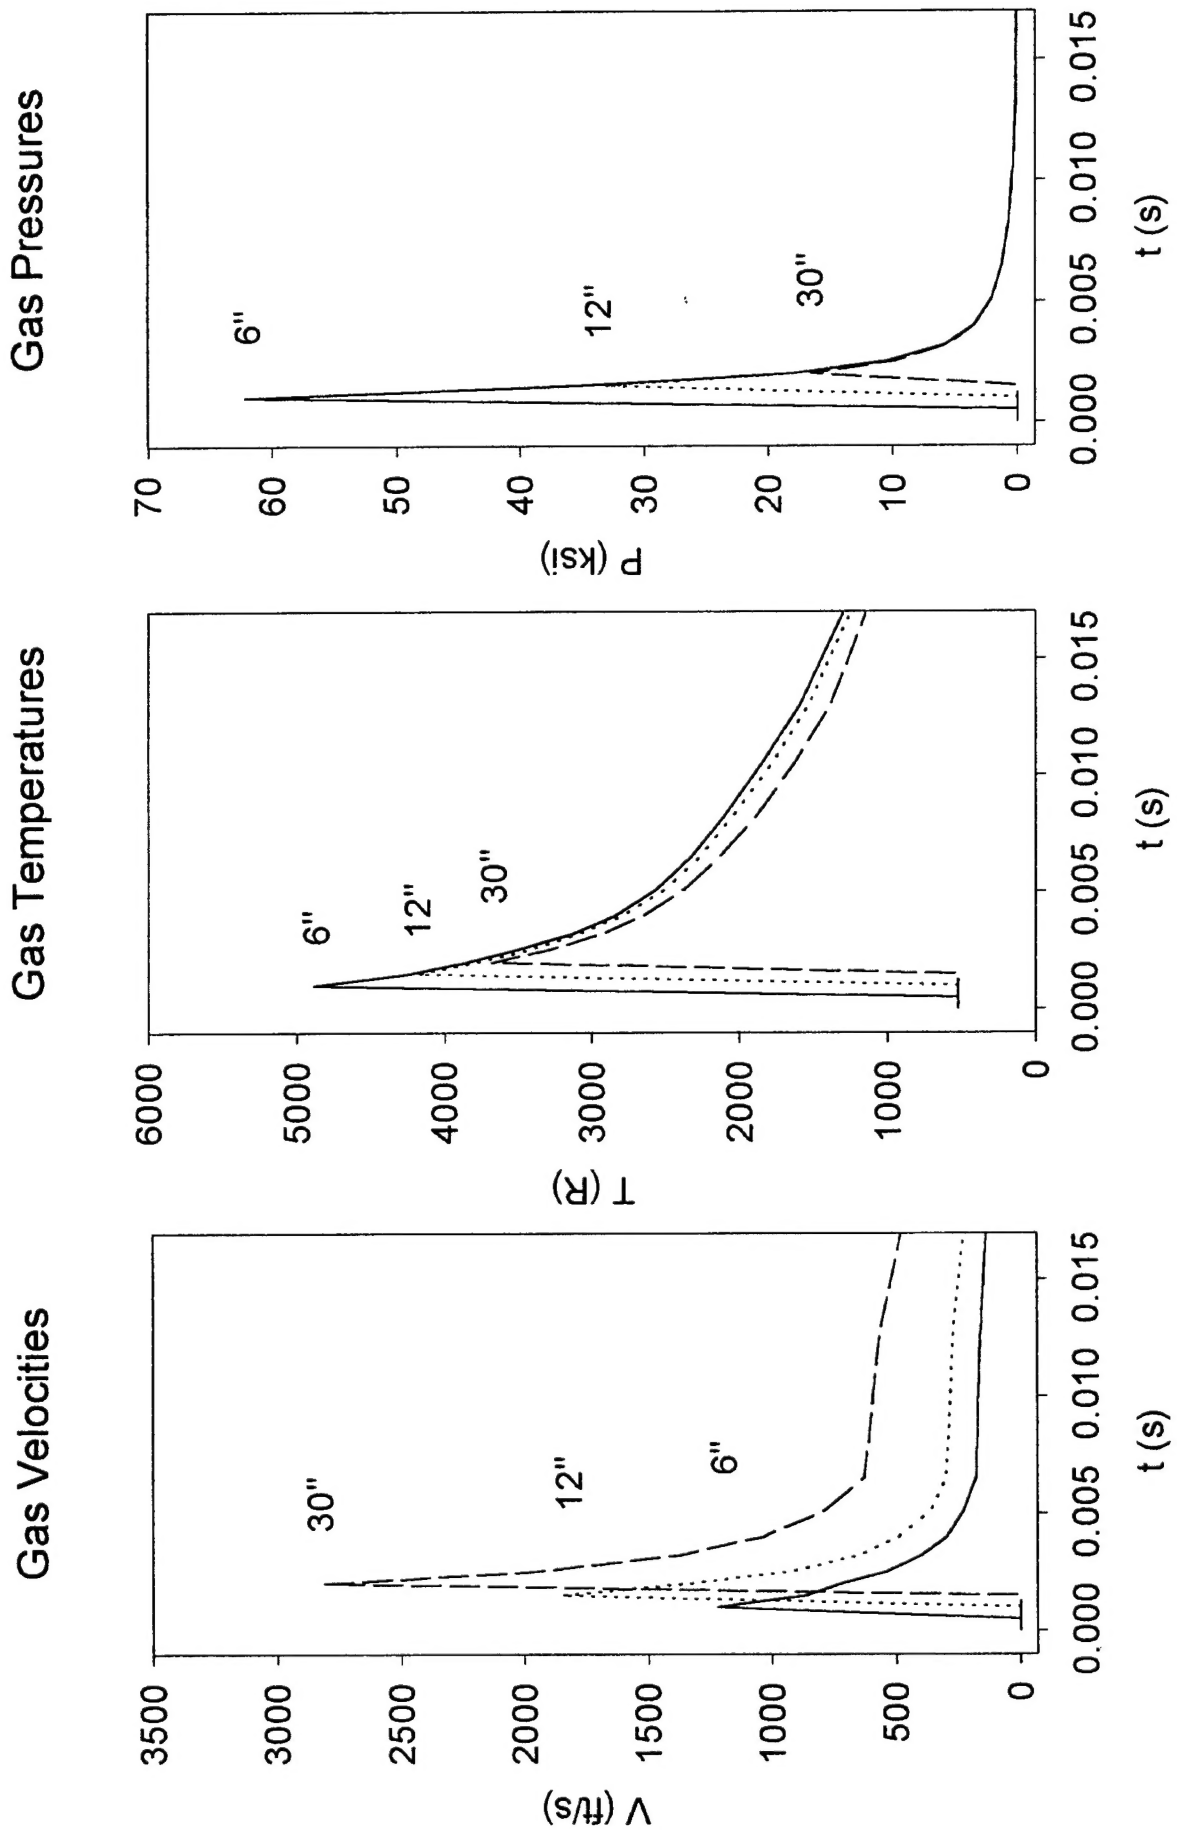 Gas Velocities
3500
3000
2500
2000
1500
1000
500
0
V (ft/s)
30"
12"
6"
0.000 0.005 0.010 0.015
t (s)
Gas Temperatures
6000
5000
4000
3000
2000
1000
0
T (R)
6"
12"
30"
0.000 0.005 0.010 0.015
t (s)
Gas Pressures
70
60
50
40
30
20
10
0
P (ksi)
6"
12"
30"
0.000 0.005 0.010 0.015
t (s)